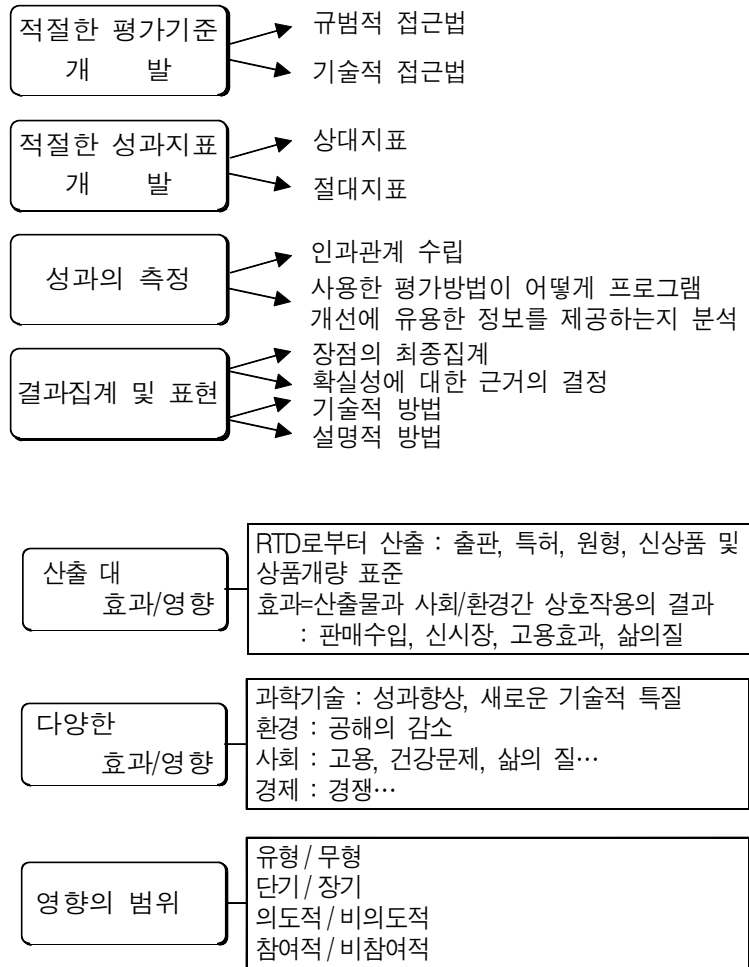 적절한 평가기준
개 발
규범적 접근법
기술적 접근법
적절한 성과지표
개 발
상대지표
절대지표
성과의 측정
인과관계 수립
사용한 평가방법이 어떻게 프로그램
개선에 유용한 정보를 제공하는지 분석
결과집계 및 표현
장점의 최종집계
확실성에 대한 근거의 결정
기술적 방법
설명적 방법
산출 대
효과/영향
RTD로부터 산출 : 출판, 특허, 원형, 신상품 및
상품개량 표준
효과=산출물과 사회/환경간 상호작용의 결과
: 판매수입, 신시장, 고용효과, 삶의질
다양한
효과/영향
과학기술 : 성과향상, 새로운 기술적 특질
환경 : 공해의 감소
사회 : 고용, 건강문제, 삶의 질…
경제 : 경쟁…
영향의 범위
유형/무형
단기/장기
의도적/비의도적
참여적/비참여적